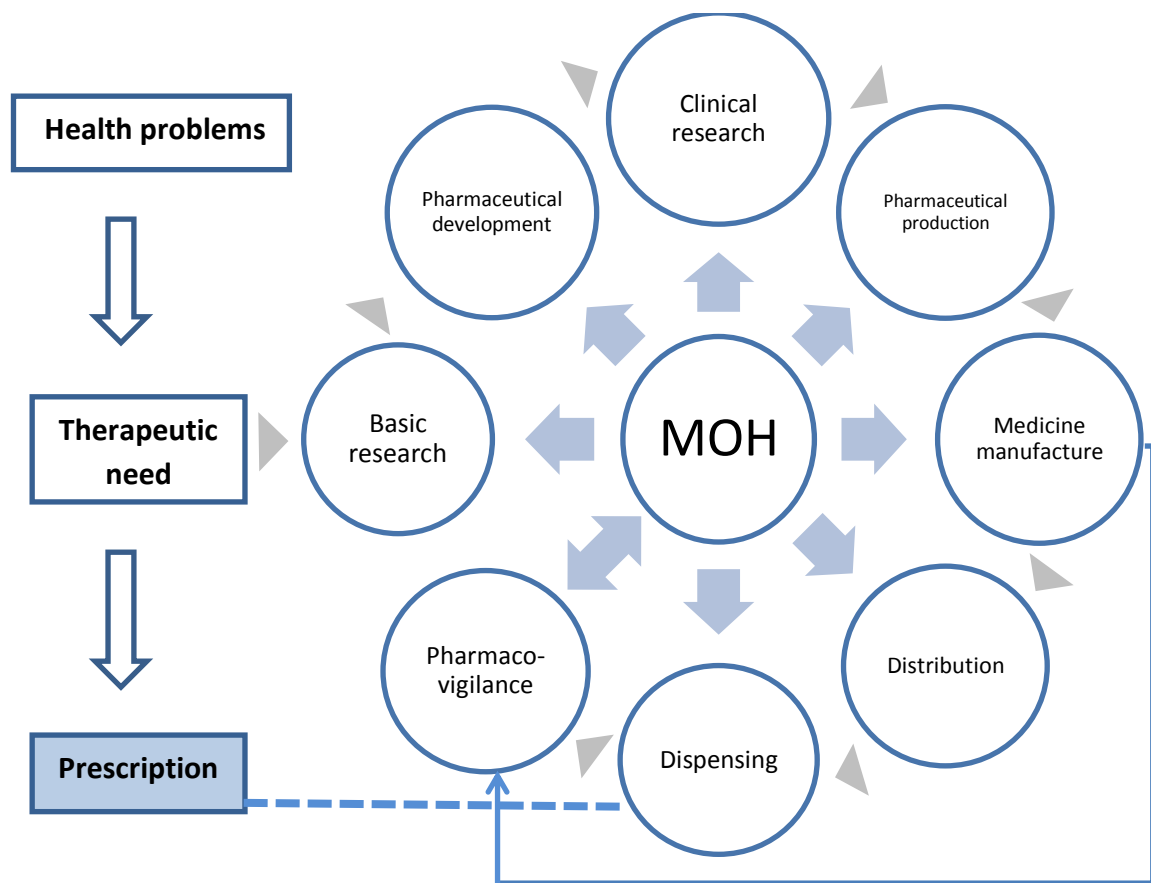 Health problems
Therapeutic
need
Prescription
Clinical
research
Pharmaceutical
development
Pharmaceutical
production
Basic
research
MOH
Medicine
manufacture
Pharmaco-
vigilance
Distribution
Dispensing